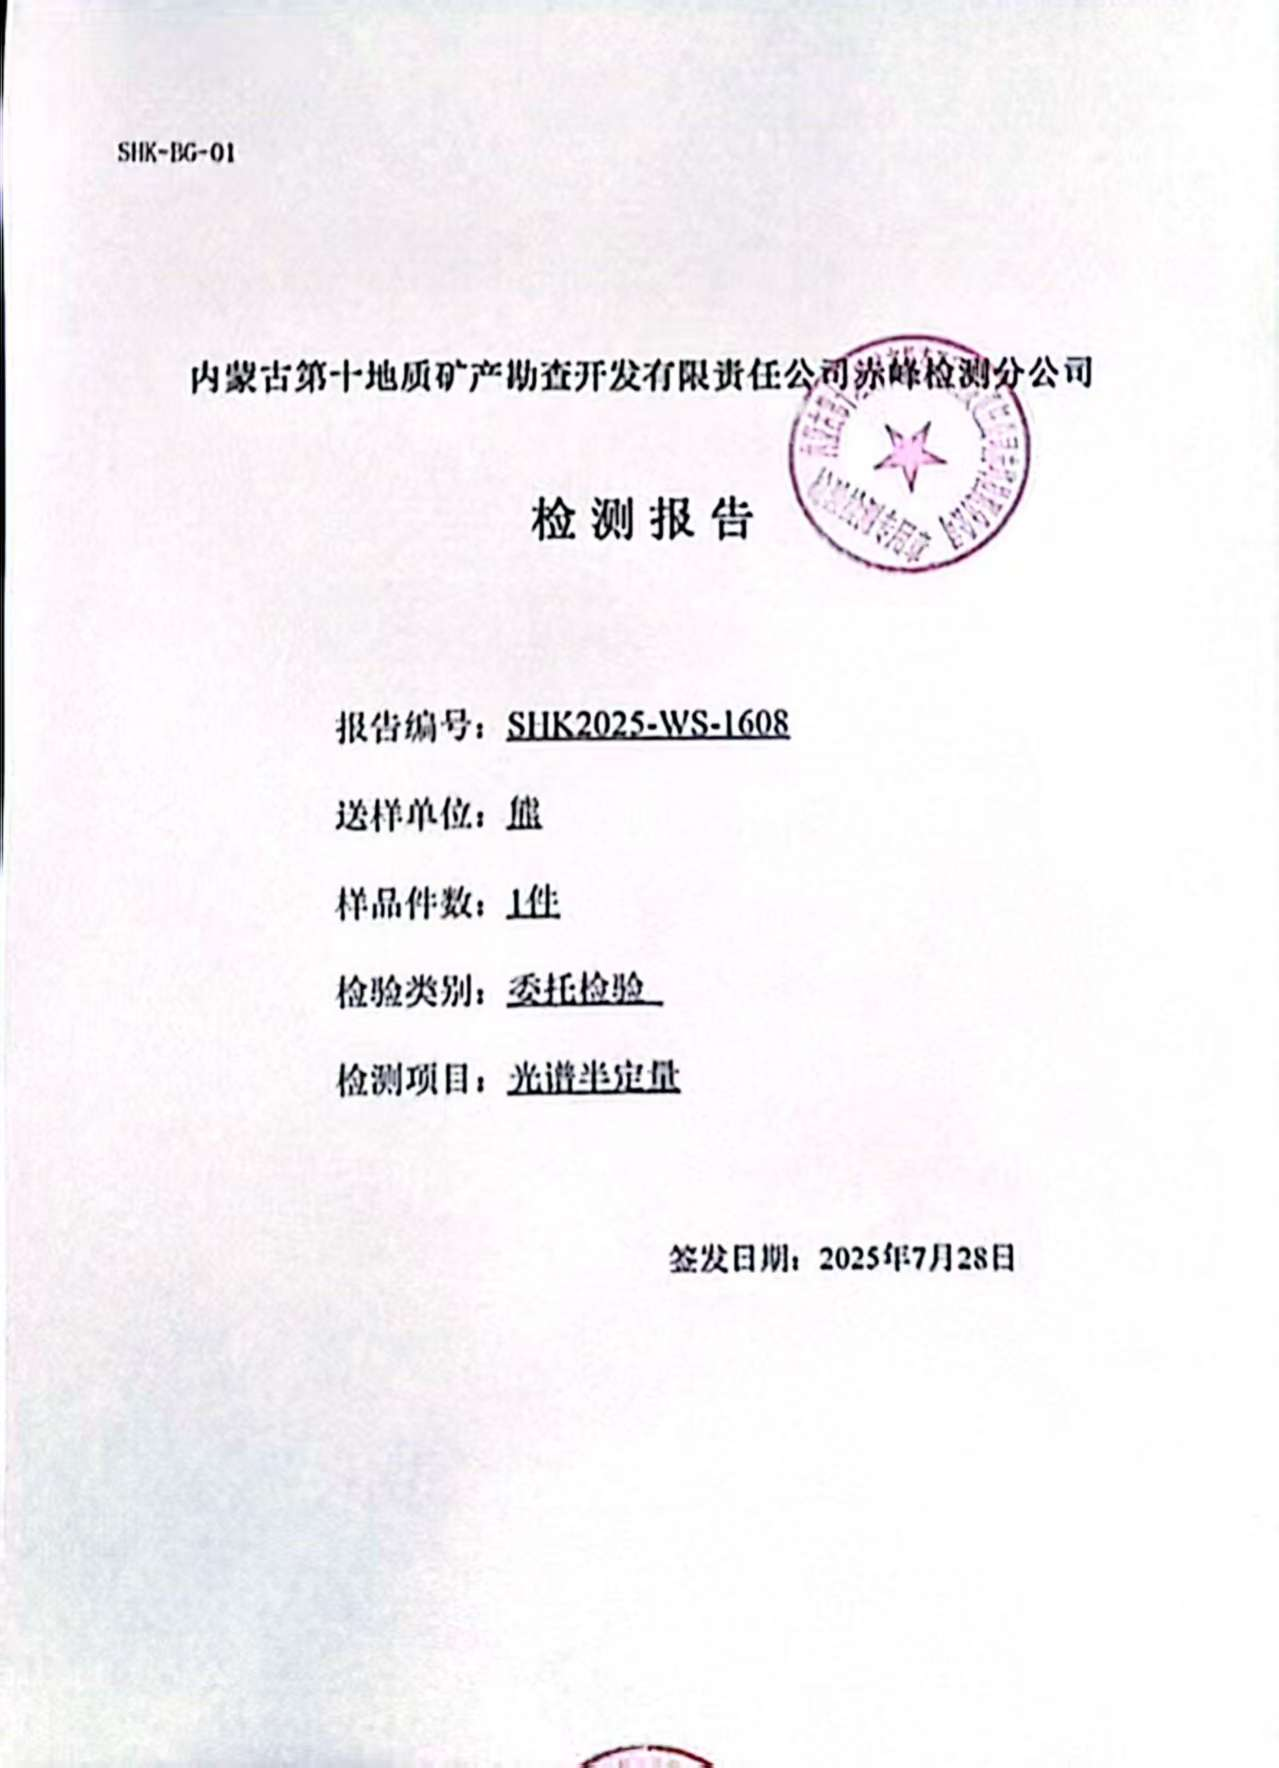 SHK-BG-01
内蒙古第十地质矿产勘查开发有限责任公司赤峰检测分公司
检测报告
报告编号：SHK2025-WS-1608
送样单位：熊
样品件数：1件
检验类别：委托检验
检测项目：光谱半定量
签发日期：2025年7月28日